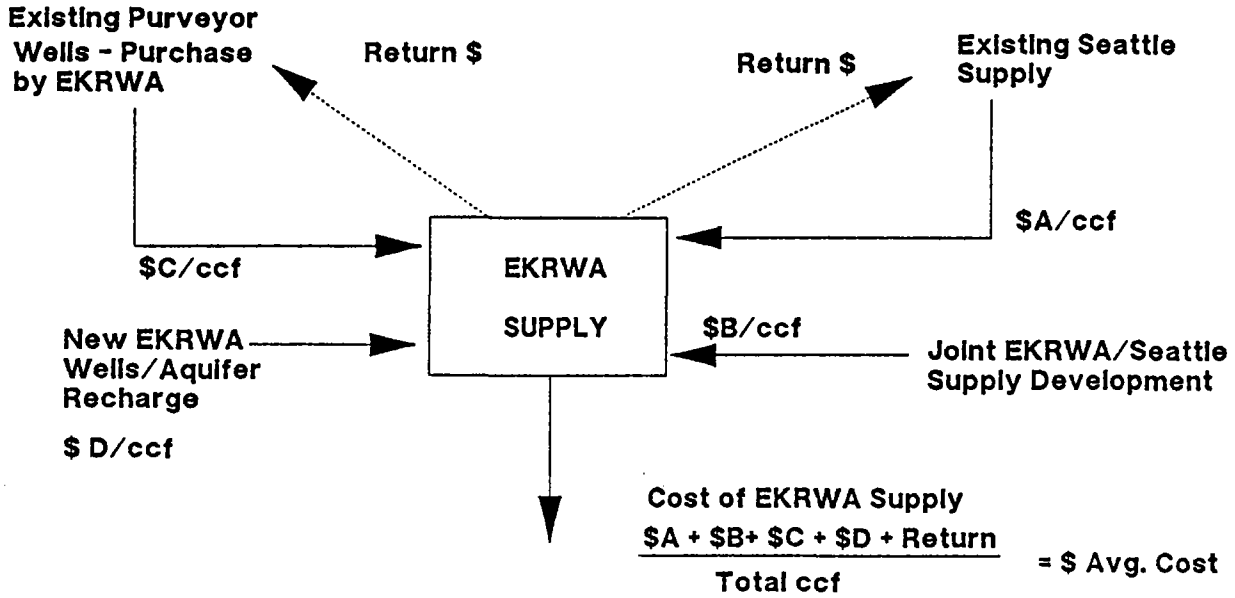 Existing Purveyor
Wells - Purchase
by EKRWA
Return $
Return $
Existing Seattle
Supply
$A/ccf
$C/ccf
EKRWA
SUPPLY
$B/ccf
New EKRWA
Wells/Aquifer
Recharge
$ D/ccf
Joint EKRWA/Seattle
Supply Development
Cost of EKRWA Supply
$A + $B+ $C + $D + Return
Total ccf
= $ Avg. Cost